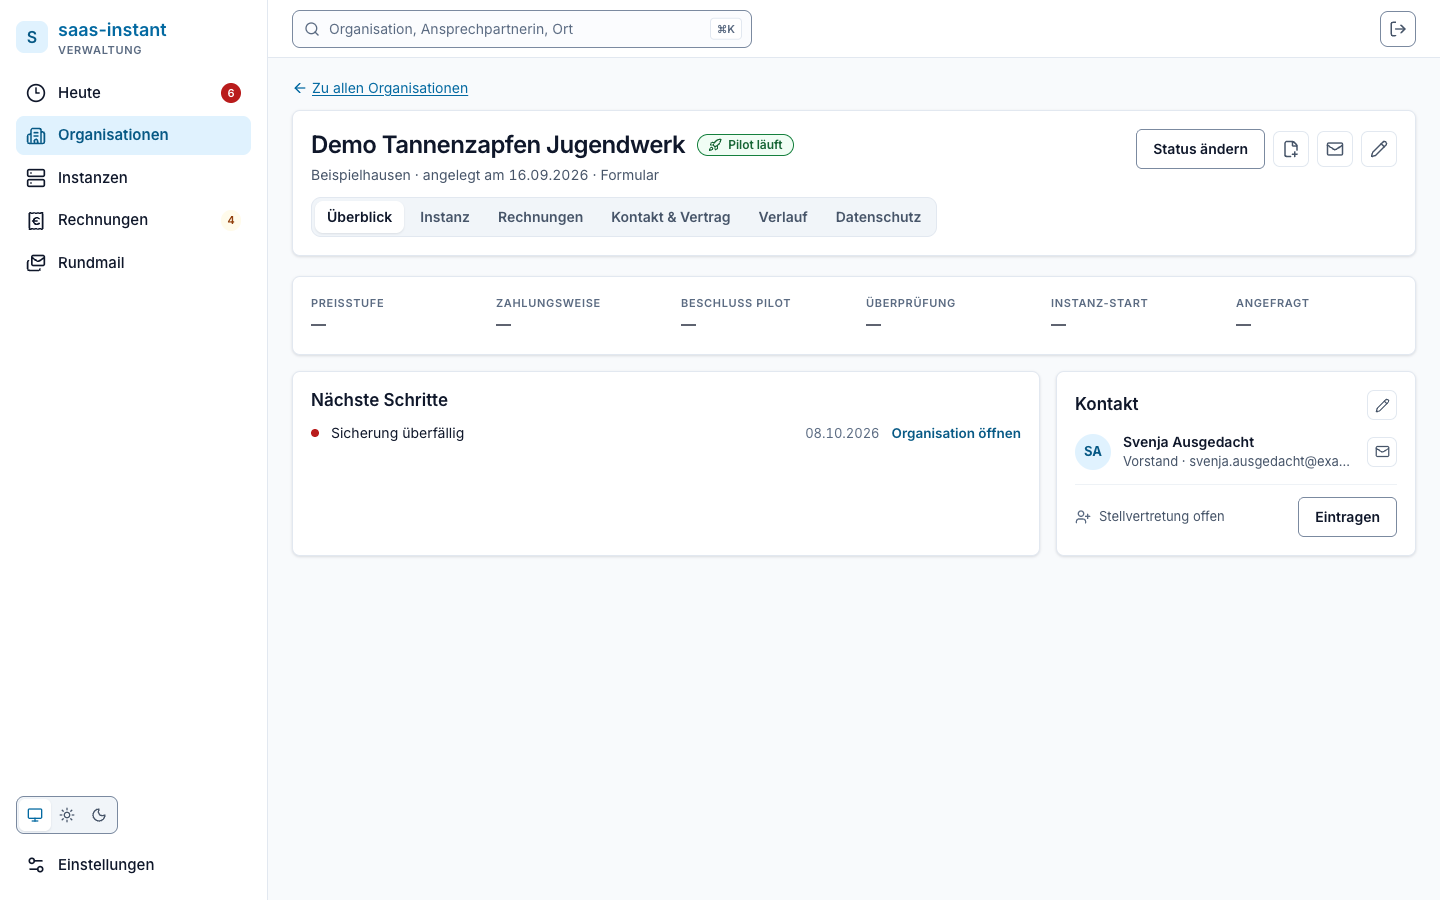 S
saas-instant
VERWALTUNG
Heute 6
Organisationen
Instanzen
Rechnungen 4
Rundmail
Einstellungen
Organisation, Ansprechpartnerin, Ort ⌘K
Zu allen Organisationen
Demo Tannenzapfen Jugendwerk Pilot läuft Status ändern
Beispielhausen · angelegt am 16.09.2026 · Formular
Überblick Instanz Rechnungen Kontakt & Vertrag Verlauf Datenschutz
PREISSTUFE ZAHLUNGSWEISE BESCHLUSS PILOT ÜBERPRÜFUNG INSTANZ-START ANGEFRAGT
— — — — — —
Nächste Schritte
Sicherung überfällig 08.10.2026 Organisation öffnen
Kontakt
SA
Svenja Ausgedacht
Vorstand · svenja.ausgedacht@exa...
Stellvertretung offen Eintragen